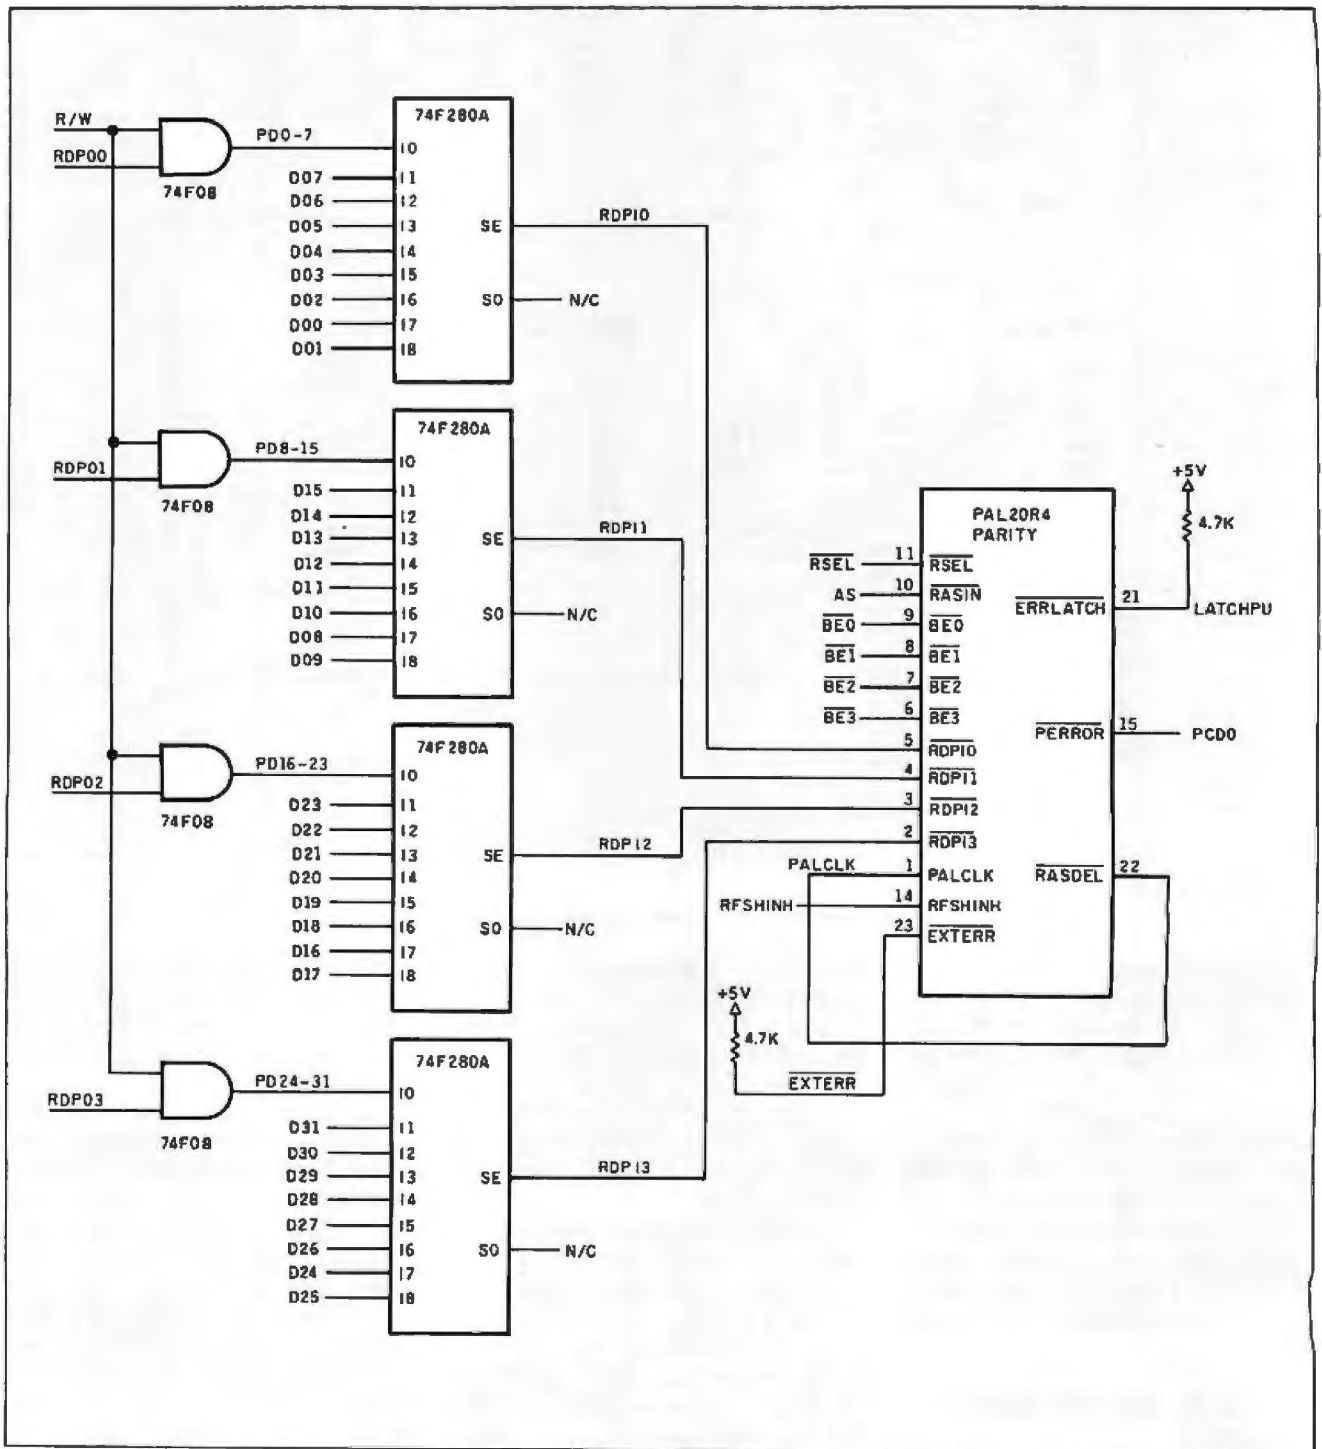 R/W
RDP00
74F08
PD0-7
74F280A
I0
D07 I1
D06 I2
D05 I3
D04 I4
D03 I5
D02 I6
D00 I7
D01 I8
SE
RDPI0
SO
N/C
RDP01
74F08
PD8-15
74F280A
I0
D15 I1
D14 I2
D13 I3
D12 I4
D11 I5
D10 I6
D08 I7
D09 I8
SE
RDPI1
SO
N/C
RDP02
74F08
PD16-23
74F280A
I0
D23 I1
D22 I2
D21 I3
D20 I4
D19 I5
D18 I6
D16 I7
D17 I8
SE
RDPI2
SO
N/C
RDP03
74F08
PD24-31
74F280A
I0
D31 I1
D30 I2
D29 I3
D28 I4
D27 I5
D26 I6
D24 I7
D25 I8
SE
RDPI3
SO
N/C
PAL20R4
PARITY
RSEL 11 RSEL
AS 10 RASIN
BE0 9 BE0
BE1 8 BE1
BE2 7 BE2
BE3 6 BE3
5 RDPI0
4 RDPI1
3 RDPI2
2 RDPI3
PALCLK 1 PALCLK
RFSHINH 14 RFSHINH
23 EXTERR
+5V
4.7K
EXTERR
+5V
4.7K
ERRLATCH 21 LATCHPU
PERROR 15 PCD0
RASDEL 22